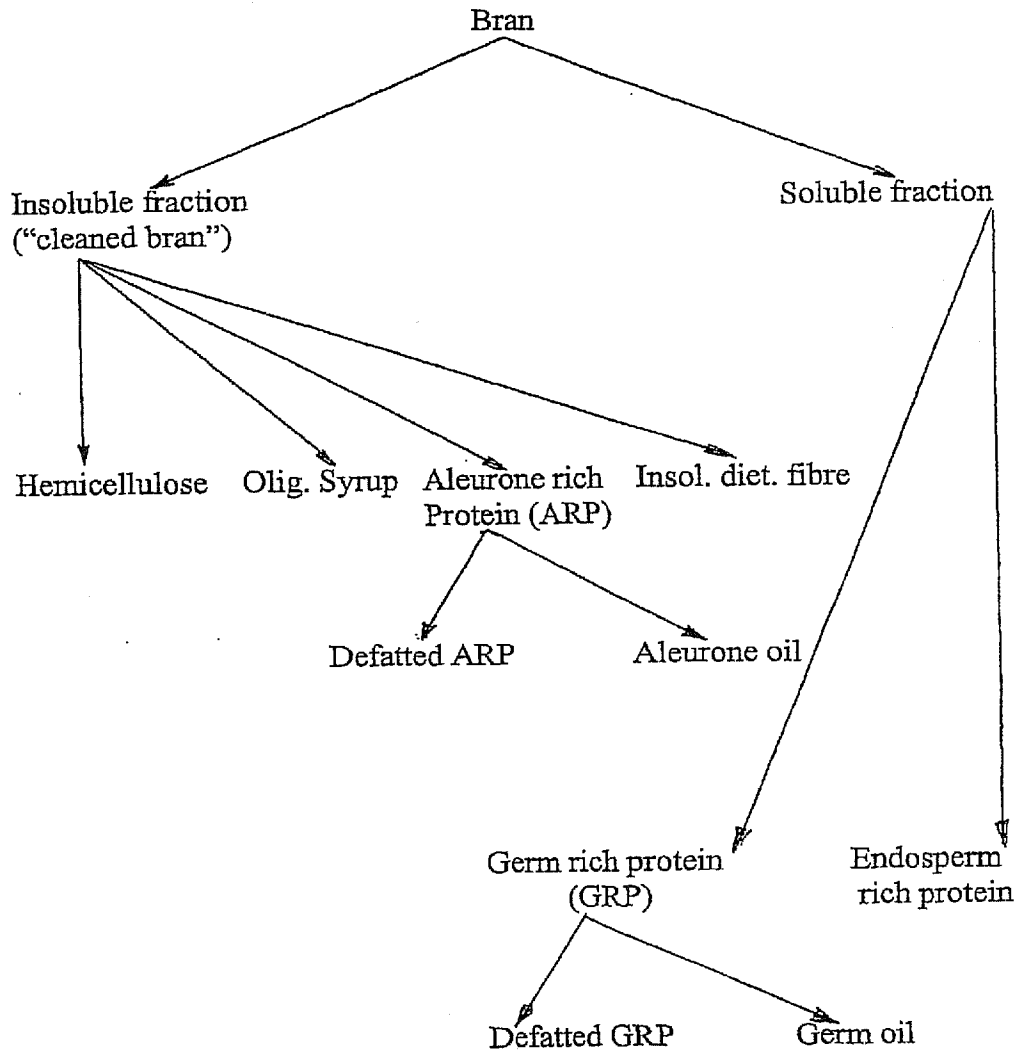 Bran
Insoluble fraction
(“cleaned bran”)
Soluble fraction
Hemicellulose
Olig. Syrup
Aleurone rich
Protein (ARP)
Insol. diet. fibre
Defatted ARP
Aleurone oil
Germ rich protein
(GRP)
Endosperm
rich protein
Defatted GRP
Germ oil